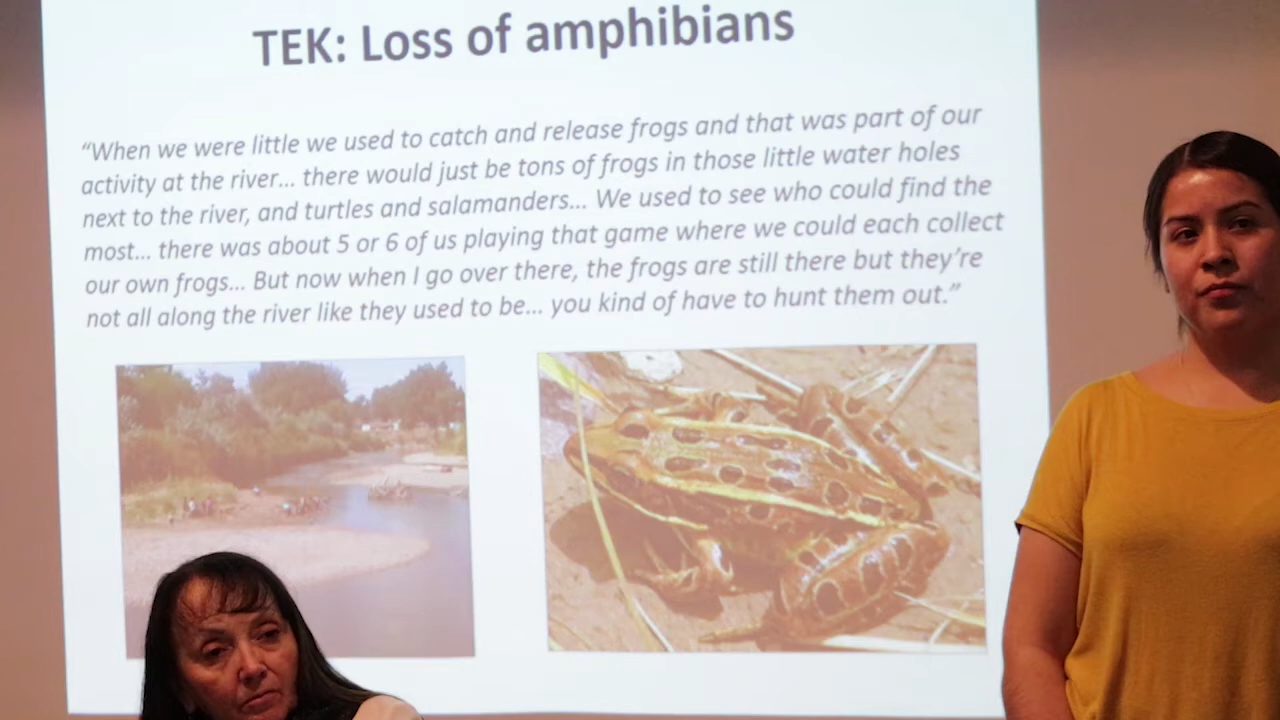 TEK: Loss of amphibians
“When we were little we used to catch and release frogs and that was part of our
activity at the river... there would just be tons of frogs in those little water holes
next to the river, and turtles and salamanders... We used to see who could find the
most... there was about 5 or 6 of us playing that game where we could each collect
our own frogs... But now when I go over there, the frogs are still there but they’re
not all along the river like they used to be... you kind of have to hunt them out.”